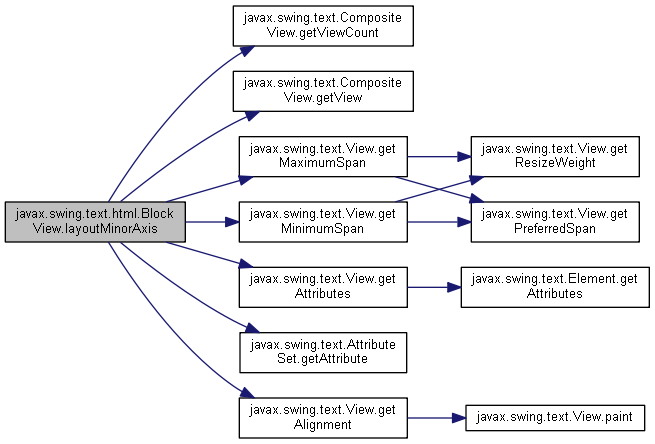 javax.swing.text.Composite
View.getViewCount
javax.swing.text.Composite
View.getView
javax.swing.text.View.get
MaximumSpan
javax.swing.text.View.get
ResizeWeight
javax.swing.text.html.Block
View.layoutMinorAxis
javax.swing.text.View.get
MinimumSpan
javax.swing.text.View.get
PreferredSpan
javax.swing.text.View.get
Attributes
javax.swing.text.Element.get
Attributes
javax.swing.text.Attribute
Set.getAttribute
javax.swing.text.View.get
Alignment
javax.swing.text.View.paint